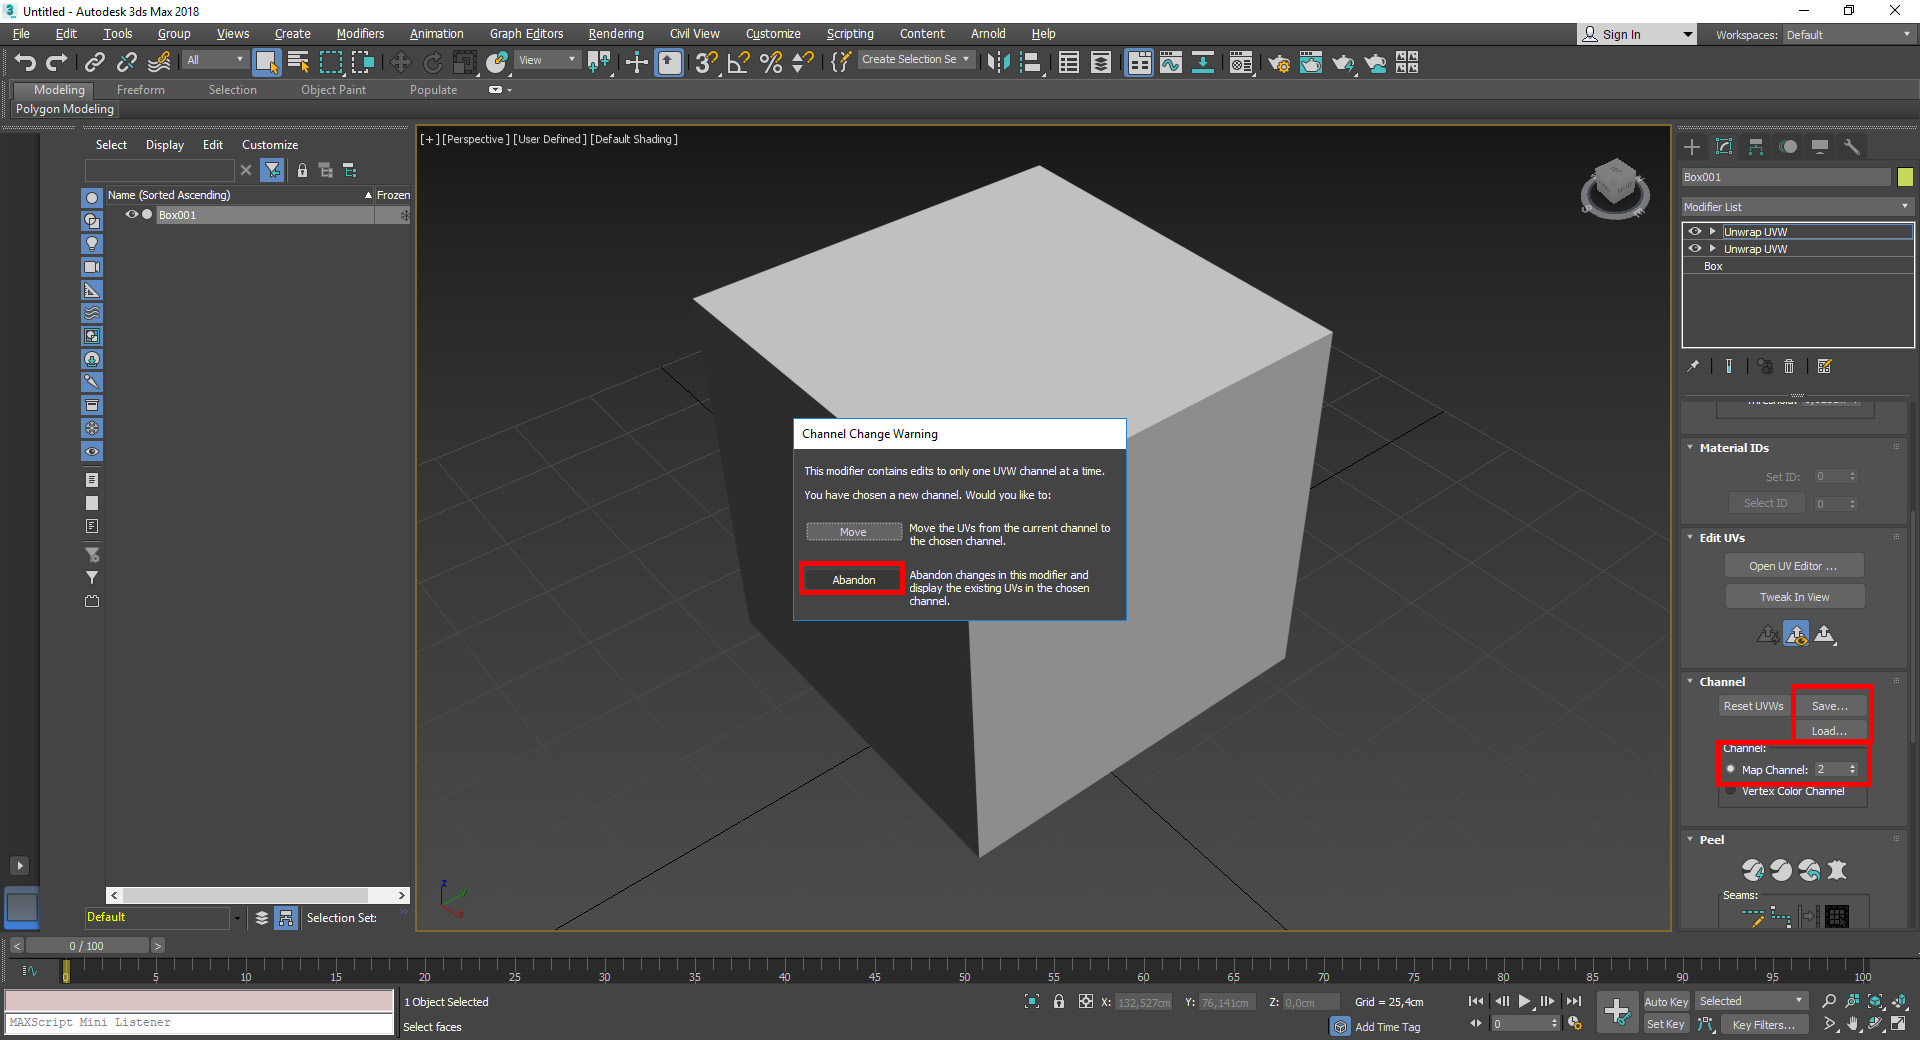 Untitled - Autodesk 3ds Max 2018
File Edit Tools Group Views Create Modifiers Animation Graph Editors Rendering Civil View Customize Scripting Content Arnold Help
Sign In
Workspaces: Default
All
View
Create Selection Se
Modeling Freeform Selection Object Paint Populate
Polygon Modeling
Select Display Edit Customize
Name (Sorted Ascending) Frozen
Box001
[+] [Perspective ] [User Defined ] [Default Shading ]
Box001
Modifier List
Unwrap UVW
Unwrap UVW
Box
Channel Change Warning
This modifier contains edits to only one UVW channel at a time.
You have chosen a new channel. Would you like to:
Move
Move the UVs from the current channel to
the chosen channel.
Abandon
Abandon changes in this modifier and
display the existing UVs in the chosen
channel.
Material IDs
Set ID: 0
Select ID 0
Edit UVs
Open UV Editor ...
Tweak In View
Channel
Reset UVWs Save...
Load...
Channel:
Map Channel: 2
Vertex Color Channel
Peel
Seams:
z
y
x
Default
Selection Set:
< 0 / 100 >
0 5 10 15 20 25 30 35 40 45 50 55 60 65 70 75 80 85 90 95 100
MAXScript Mini Listener
1 Object Selected
Select faces
X: 132,527cm Y: 76,141cm Z: 0,0cm Grid = 25,4cm
Add Time Tag
0
Auto Key Selected
Set Key Key Filters...